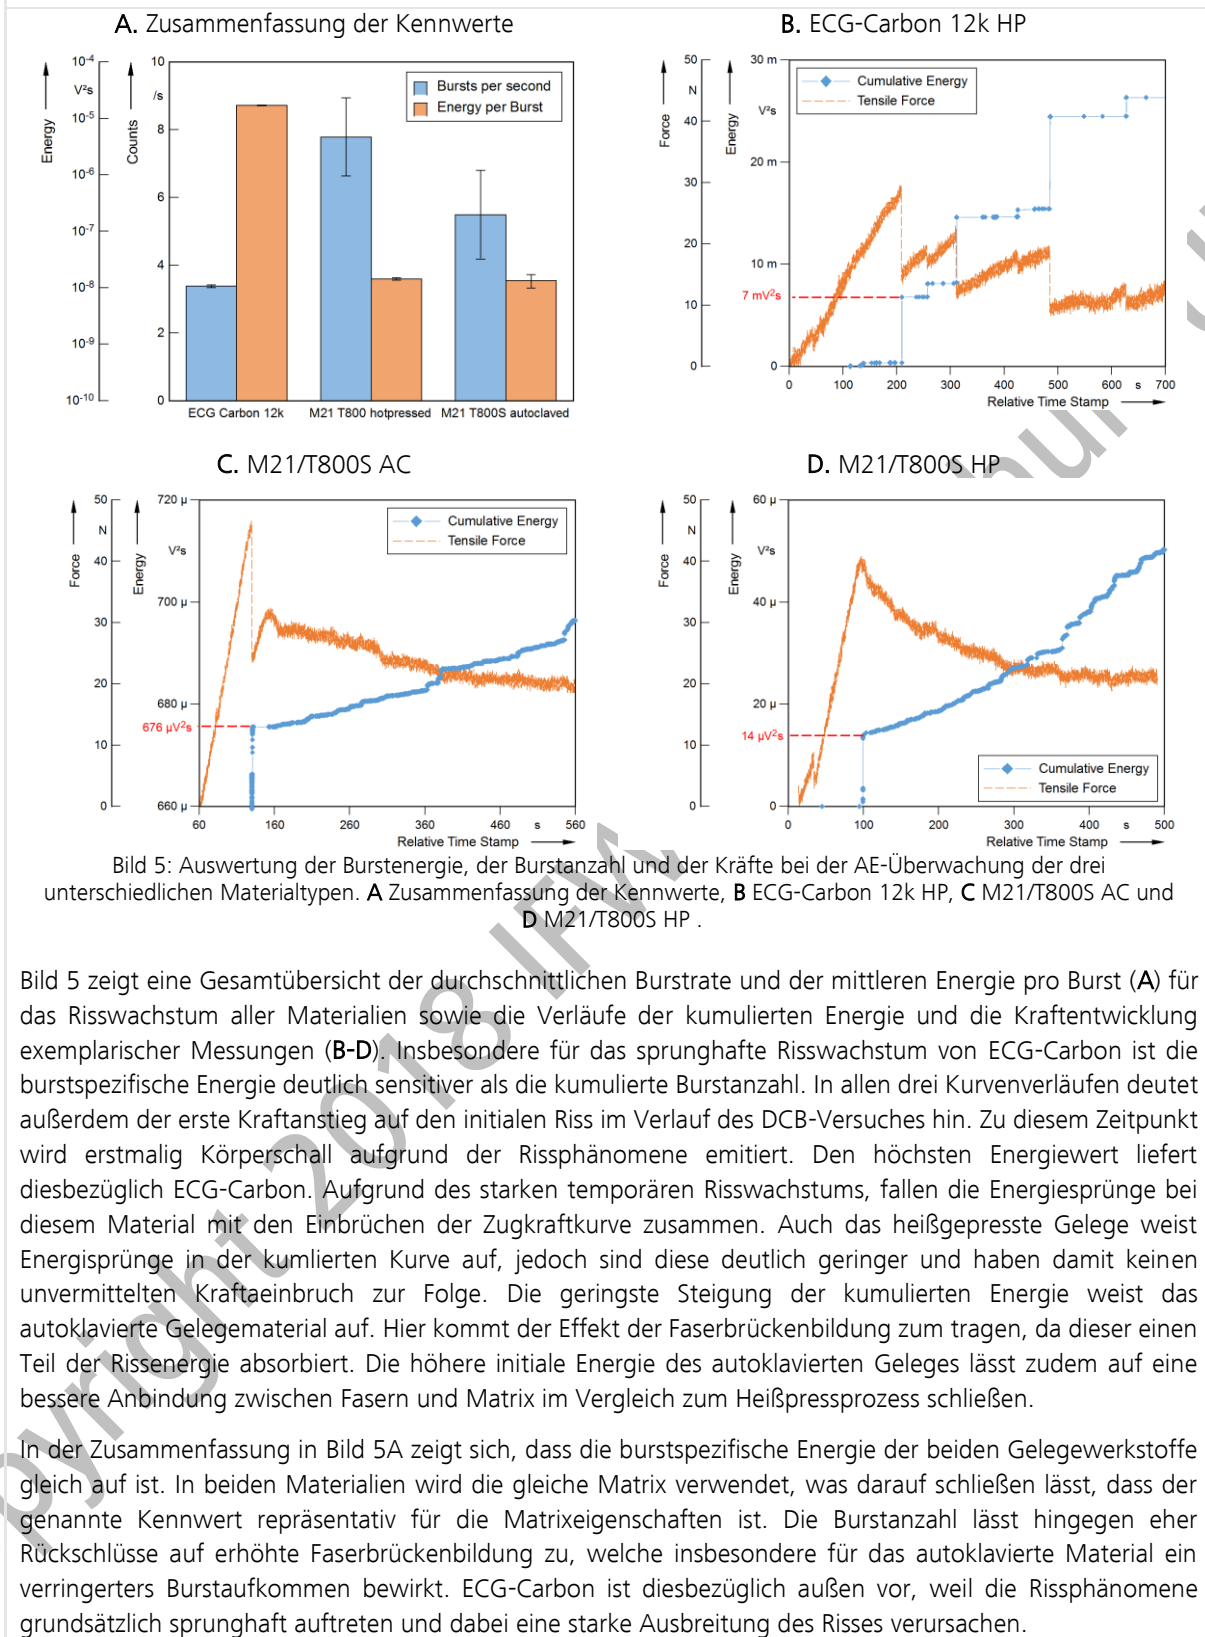 A. Zusammenfassung der Kennwerte
Energy
Counts
10-4
V²s
10-5
10-6
10-7
10-8
10-9
10-10
10
/s
8
6
4
2
0
Bursts per second
Energy per Burst
ECG Carbon 12k
M21 T800 hotpressed
M21 T800S autoclaved
B. ECG-Carbon 12k HP
Force
Energy
50
N
40
30
20
10
0
30 m
V²s
20 m
10 m
7 mV²s
0
Cumulative Energy
Tensile Force
0 100 200 300 400 500 600 s 700
Relative Time Stamp
C. M21/T800S AC
Force
Energy
50
N
40
30
20
10
0
720 µ
V²s
700 µ
680 µ
676 µV²s
660 µ
Cumulative Energy
Tensile Force
60 160 260 360 460 s 560
Relative Time Stamp
D. M21/T800S HP
Force
Energy
50
N
40
30
20
10
0
60 µ
V²s
40 µ
20 µ
14 µV²s
0
Cumulative Energy
Tensile Force
0 100 200 300 400 s 500
Relative Time Stamp
Bild 5: Auswertung der Burstenergie, der Burstanzahl und der Kräfte bei der AE-Überwachung der drei
unterschiedlichen Materialtypen. A Zusammenfassung der Kennwerte, B ECG-Carbon 12k HP, C M21/T800S AC und
D M21/T800S HP .
Bild 5 zeigt eine Gesamtübersicht der durchschnittlichen Burstrate und der mittleren Energie pro Burst (A) für
das Risswachstum aller Materialien sowie die Verläufe der kumulierten Energie und die Kraftentwicklung
exemplarischer Messungen (B-D). Insbesondere für das sprunghafte Risswachstum von ECG-Carbon ist die
burstspezifische Energie deutlich sensitiver als die kumulierte Burstanzahl. In allen drei Kurvenverläufen deutet
außerdem der erste Kraftanstieg auf den initialen Riss im Verlauf des DCB-Versuches hin. Zu diesem Zeitpunkt
wird erstmalig Körperschall aufgrund der Rissphänomene emitiert. Den höchsten Energiewert liefert
diesbezüglich ECG-Carbon. Aufgrund des starken temporären Risswachstums, fallen die Energiesprünge bei
diesem Material mit den Einbrüchen der Zugkraftkurve zusammen. Auch das heißgepresste Gelege weist
Energisprünge in der kumlierten Kurve auf, jedoch sind diese deutlich geringer und haben damit keinen
unvermittelten Kraftaeinbruch zur Folge. Die geringste Steigung der kumulierten Energie weist das
autoklavierte Gelegematerial auf. Hier kommt der Effekt der Faserbrückenbildung zum tragen, da dieser einen
Teil der Rissenergie absorbiert. Die höhere initiale Energie des autoklavierten Geleges lässt zudem auf eine
bessere Anbindung zwischen Fasern und Matrix im Vergleich zum Heißpressprozess schließen.
In der Zusammenfassung in Bild 5A zeigt sich, dass die burstspezifische Energie der beiden Gelegewerkstoffe
gleich auf ist. In beiden Materialien wird die gleiche Matrix verwendet, was darauf schließen lässt, dass der
genannte Kennwert repräsentativ für die Matrixeigenschaften ist. Die Burstanzahl lässt hingegen eher
Rückschlüsse auf erhöhte Faserbrückenbildung zu, welche insbesondere für das autoklavierte Material ein
verringerters Burstaufkommen bewirkt. ECG-Carbon ist diesbezüglich außen vor, weil die Rissphänomene
grundsätzlich sprunghaft auftreten und dabei eine starke Ausbreitung des Risses verursachen.
pyright 2018 IFW